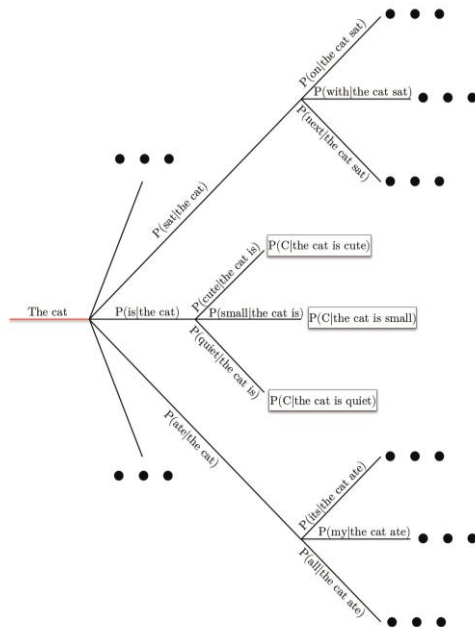 P(on|the cat sat)
P(with|the cat sat)
P(next|the cat sat)
P(sat|the cat)
The cat
P(is|the cat)
P(cute|the cat is)
P(small|the cat is)
P(quiet|the cat is)
P(C|the cat is cute)
P(C|the cat is small)
P(C|the cat is quiet)
P(ate|the cat)
P(its|the cat ate)
P(my|the cat ate)
P(all|the cat ate)